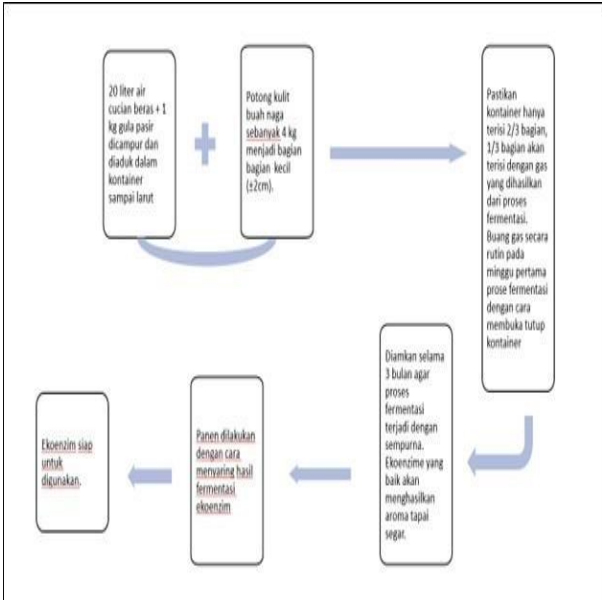 20 liter air
cucian beras + 1
kg gula pasir
dicampur dan
diaduk dalam
kontainer
sampai larut
Potong kulit
buah naga
sebanyak 4 kg
menjadi bagian
bagian kecil
(±2cm).
Pastikan
kontainer hanya
terisi 2/3 bagian,
1/3 bagian akan
terisi dengan gas
yang dihasilkan
dari proses
fermentasi.
Buang gas secara
rutin pada
minggu pertama
prose fermentasi
dengan cara
membuka tutup
kontainer
Diamkan selama
3 bulan agar
proses
fermentasi
terjadi dengan
sempurna.
Ekoenzime yang
baik akan
menghasilkan
aroma tapai
segar.
Panen dilakukan
dengan cara
menyaring hasil
fermentasi
ekoenzim
Ekoenzim siap
untuk
digunakan.